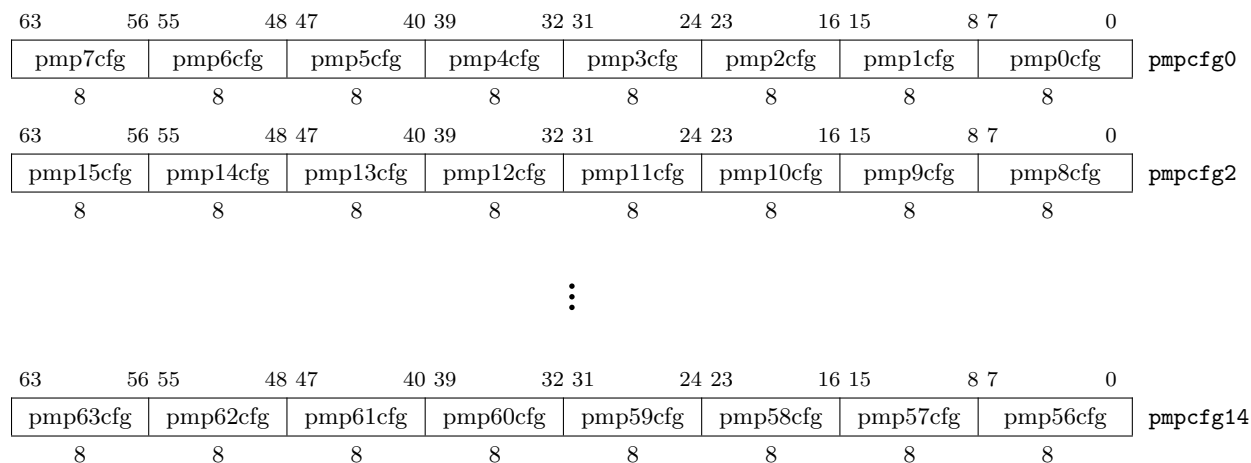 63 56 55 48 47 40 39 32 31 24 23 16 15 8 7 0
pmp7cfg pmp6cfg pmp5cfg pmp4cfg pmp3cfg pmp2cfg pmp1cfg pmp0cfg pmpcfg0
8 8 8 8 8 8 8 8
63 56 55 48 47 40 39 32 31 24 23 16 15 8 7 0
pmp15cfg pmp14cfg pmp13cfg pmp12cfg pmp11cfg pmp10cfg pmp9cfg pmp8cfg pmpcfg2
8 8 8 8 8 8 8 8
⋮
63 56 55 48 47 40 39 32 31 24 23 16 15 8 7 0
pmp63cfg pmp62cfg pmp61cfg pmp60cfg pmp59cfg pmp58cfg pmp57cfg pmp56cfg pmpcfg14
8 8 8 8 8 8 8 8